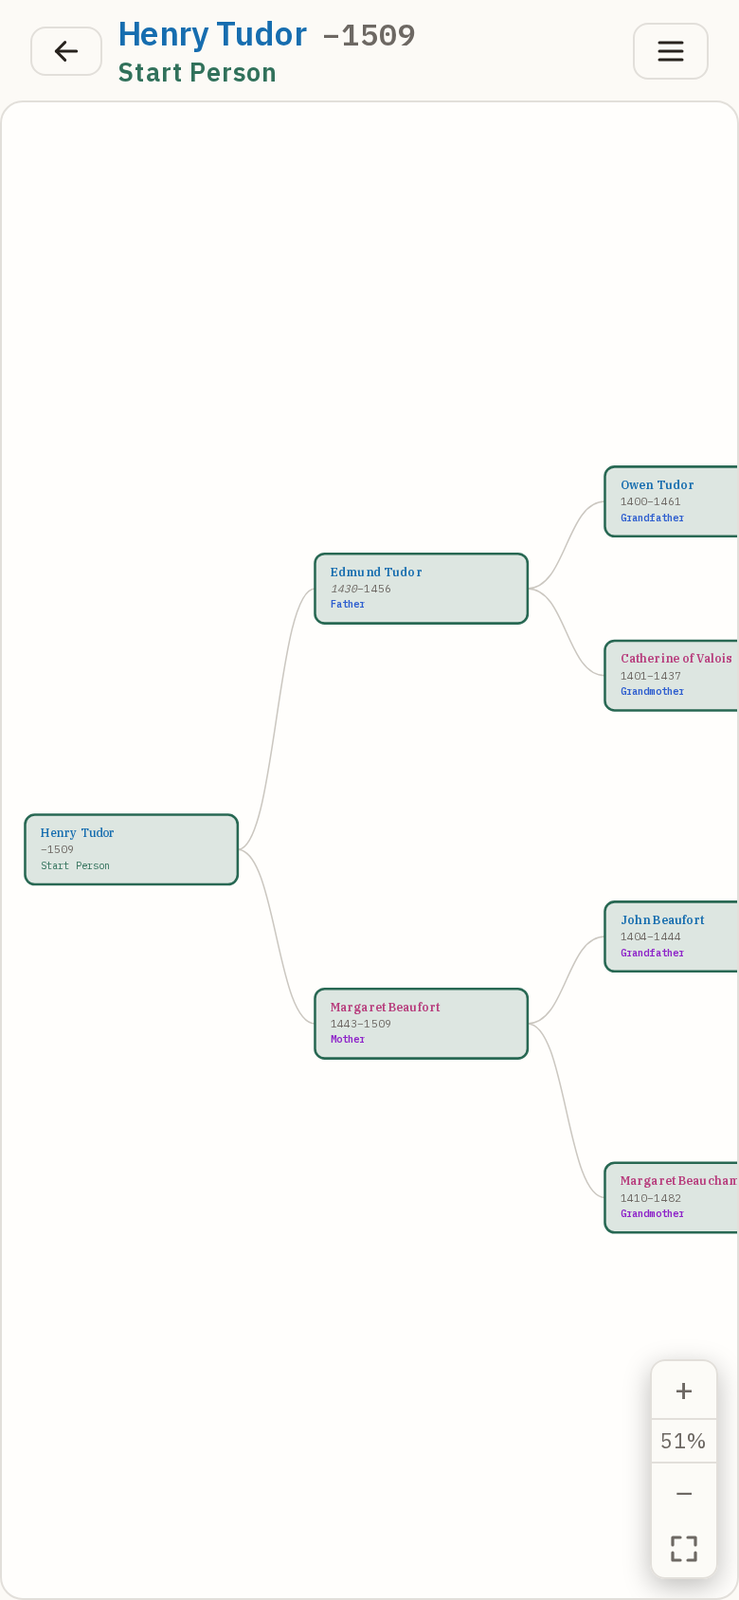 Henry Tudor –1509
Start Person
Owen Tudor
1400–1461
Grandfather
Edmund Tudor
1430–1456
Father
Catherine of Valois
1401–1437
Grandmother
Henry Tudor
–1509
Start Person
John Beaufort
1404–1444
Grandfather
Margaret Beaufort
1443–1509
Mother
Margaret Beaucham
1410–1482
Grandmother
+
51%
−